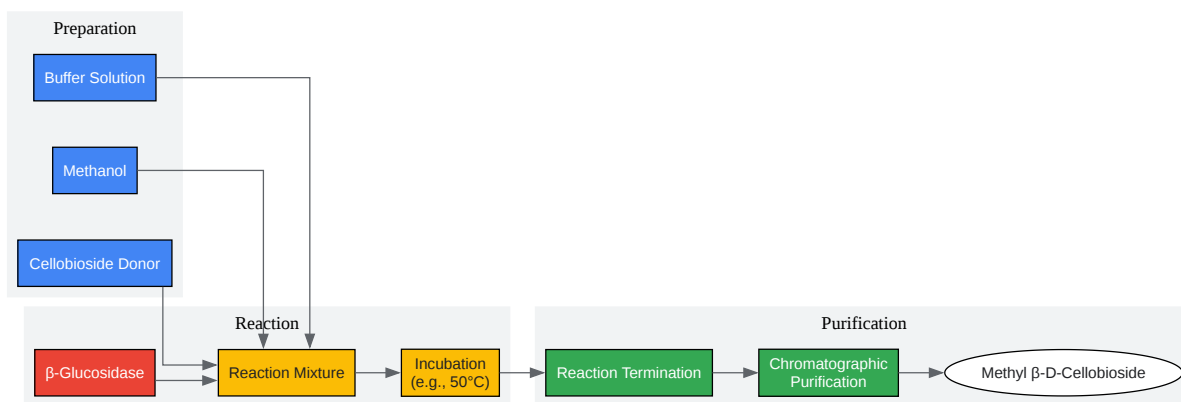 Preparation
Buffer Solution
Methanol
Cellobioside Donor
Reaction
β-Glucosidase
Reaction Mixture
Incubation
(e.g., 50°C)
Purification
Reaction Termination
Chromatographic
Purification
Methyl β-D-Cellobioside